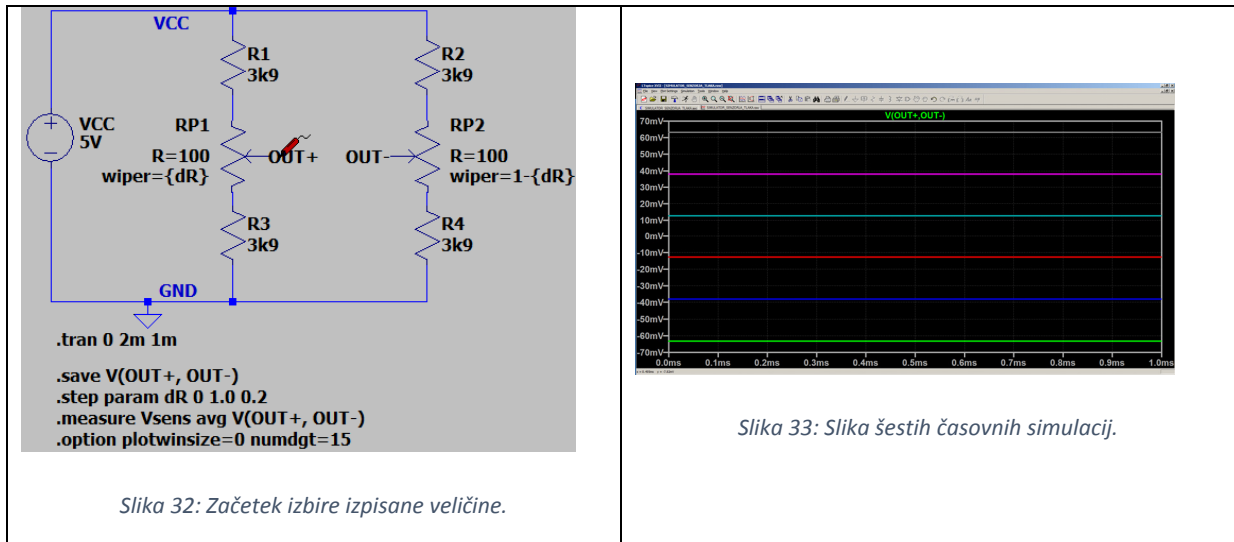 VCC
R1
3k9
R2
3k9
VCC
5V
RP1
R=100
wiper={dR}
OUT+
OUT-
RP2
R=100
wiper=1-{dR}
R3
3k9
R4
3k9
GND
.tran 0 2m 1m
.save V(OUT+, OUT-)
.step param dR 0 1.0 0.2
.measure Vsens avg V(OUT+, OUT-)
.option plotwinsize=0 numdgt=15
Slika 32: Začetek izbire izpisane veličine.
V(OUT+,OUT-)
70mV
60mV
50mV
40mV
30mV
20mV
10mV
0mV
-10mV
-20mV
-30mV
-40mV
-50mV
-60mV
-70mV
0.0ms 0.1ms 0.2ms 0.3ms 0.4ms 0.5ms 0.6ms 0.7ms 0.8ms 0.9ms 1.0ms
Slika 33: Slika šestih časovnih simulacij.